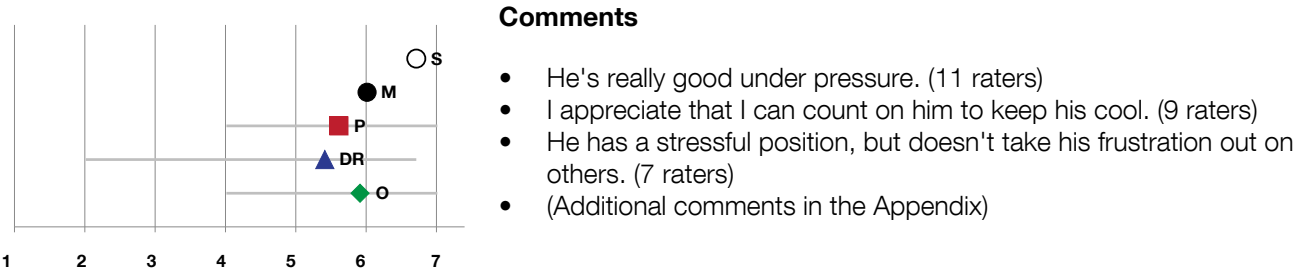 Comments
S
• He's really good under pressure. (11 raters)
M
• I appreciate that I can count on him to keep his cool. (9 raters)
P
• He has a stressful position, but doesn't take his frustration out on
DR
others. (7 raters)
O
• (Additional comments in the Appendix)
1 2 3 4 5 6 7